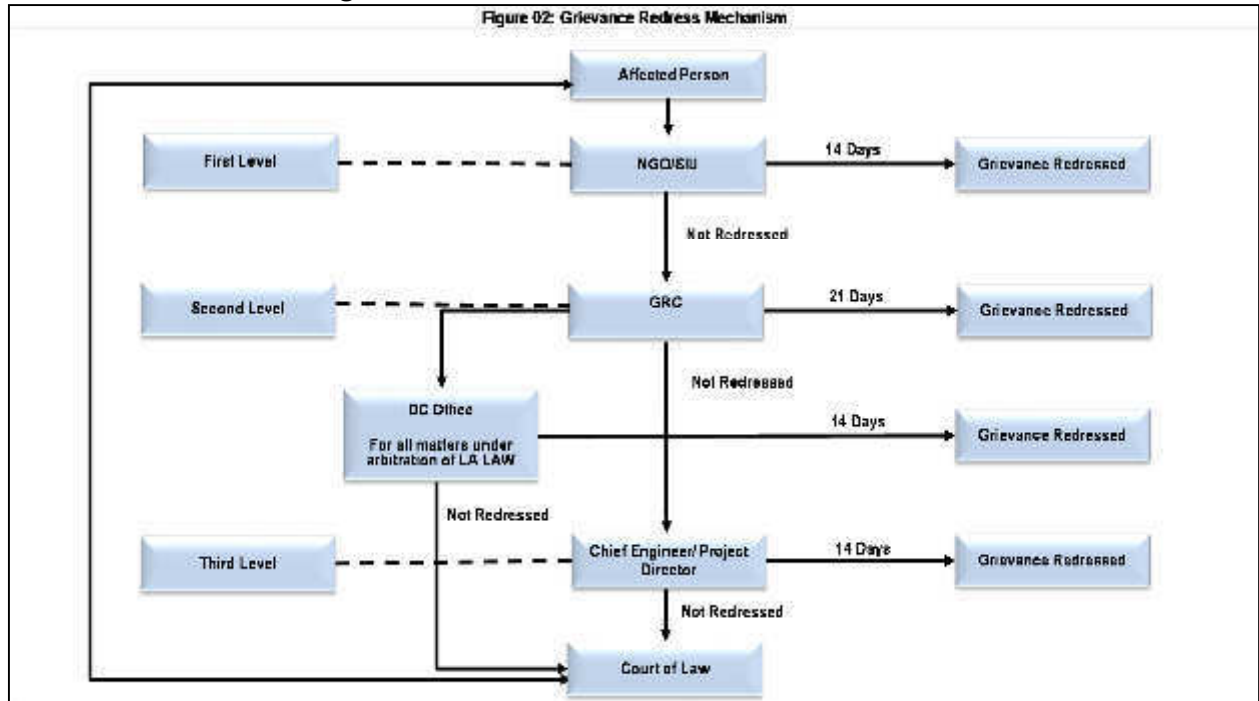 Figure 02: Grievance Redress Mechanism
Affected Person
First Level
14 Days
Grievance Redressed
Not Redressed
Second Level
GRC
21 Days
Grievance Redressed
Not Redressed
DC Office
For all matters under
arbitration of LA LAW
14 Days
Grievance Redressed
Not Redressed
Third Level
Chief Engineer/ Project
Director
14 Days
Grievance Redressed
Not Redressed
Court of Law